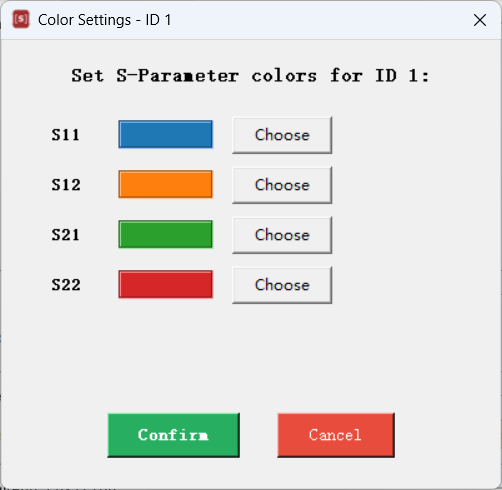 [S] Color Settings - ID 1
Set S-Parameter colors for ID 1:
S11 Choose
S12 Choose
S21 Choose
S22 Choose
Confirm Cancel